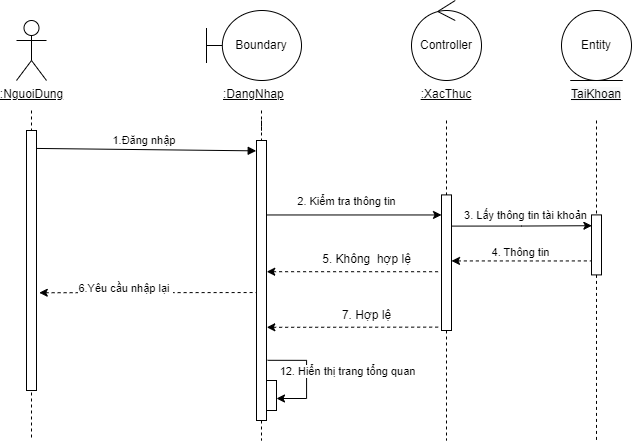 Boundary
Controller
Entity
:NguoiDung
:DangNhap
:XacThuc
TaiKhoan
1.Đăng nhập
2. Kiểm tra thông tin
3. Lấy thông tin tài khoản
4. Thông tin
5. Không hợp lệ
6.Yêu cầu nhập lại
7. Hợp lệ
12. Hiển thị trang tổng quan